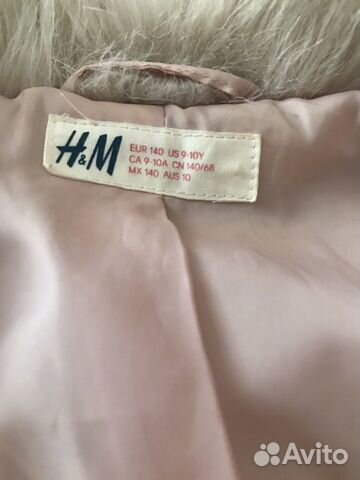 H&M
EUR 140 US 9-10Y
CA 9-10A CN 140/68
MX 140 AUS 10
Avito